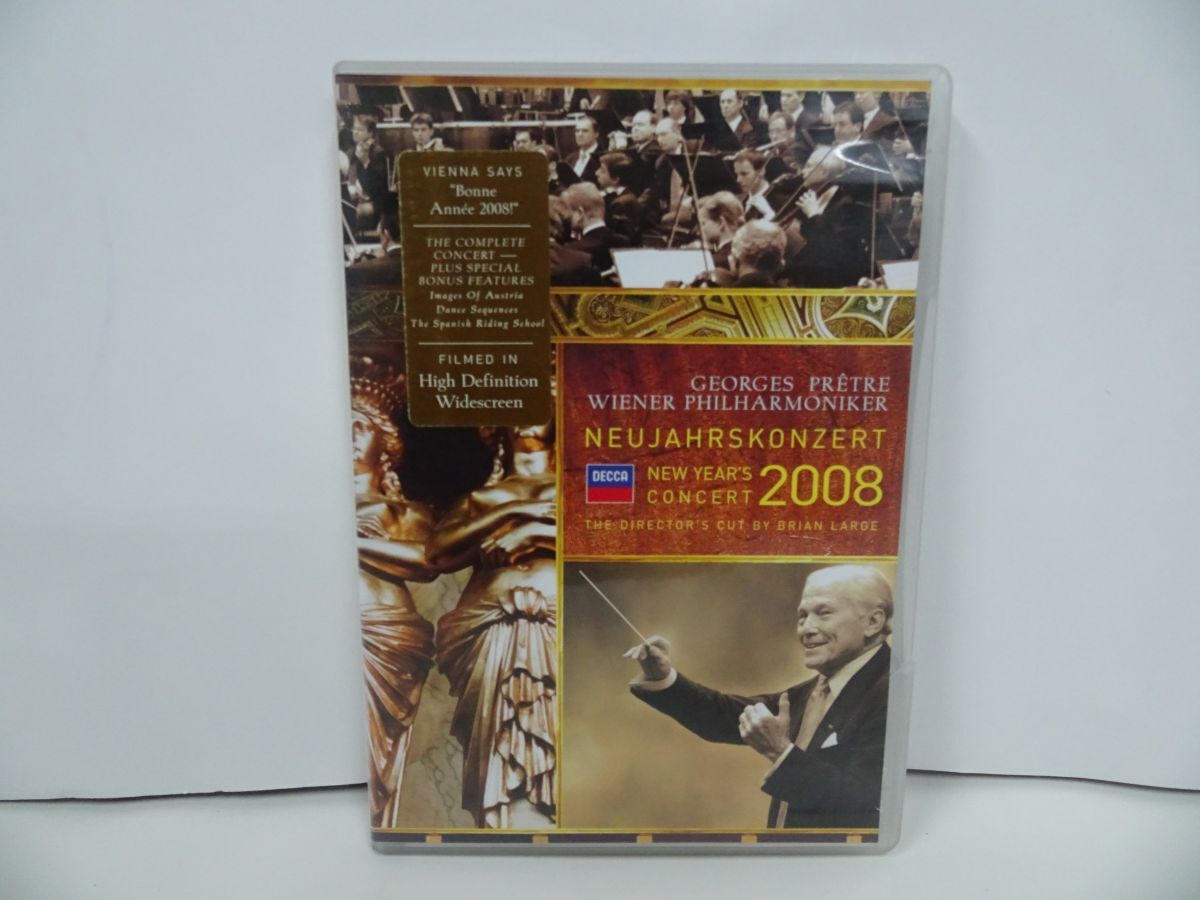 VIENNA SAYS
"Bonne
Année 2008!"
THE COMPLETE
CONCERT —
PLUS SPECIAL
BONUS FEATURES
Images Of Austria
Dance Sequences
The Spanish Riding School
FILMED IN
High Definition
Widescreen
GEORGES PRÊTRE
WIENER PHILHARMONIKER
NEUJAHRSKONZERT
DECCA
NEW YEAR'S
CONCERT 2008
THE DIRECTOR'S CUT BY BRIAN LARGE